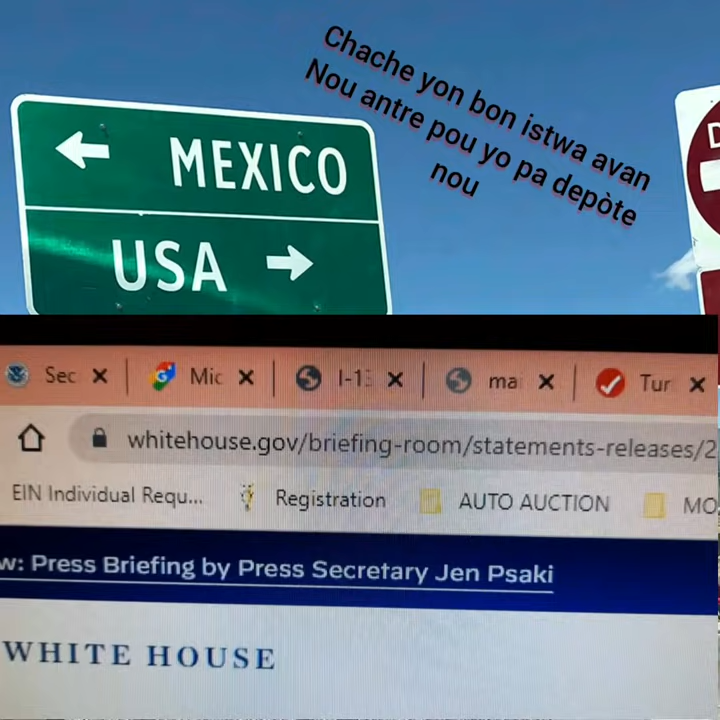 Chache yon bon istwa avan
Nou antre pou yo pa depòte
nou
MEXICO
USA
D
Sec
Mic
I-13
ma
Tur
whitehouse.gov/briefing-room/statements-releases/2
EIN Individual Requ...
Registration
AUTO AUCTION
MO
w: Press Briefing by Press Secretary Jen Psaki
WHITE HOUSE